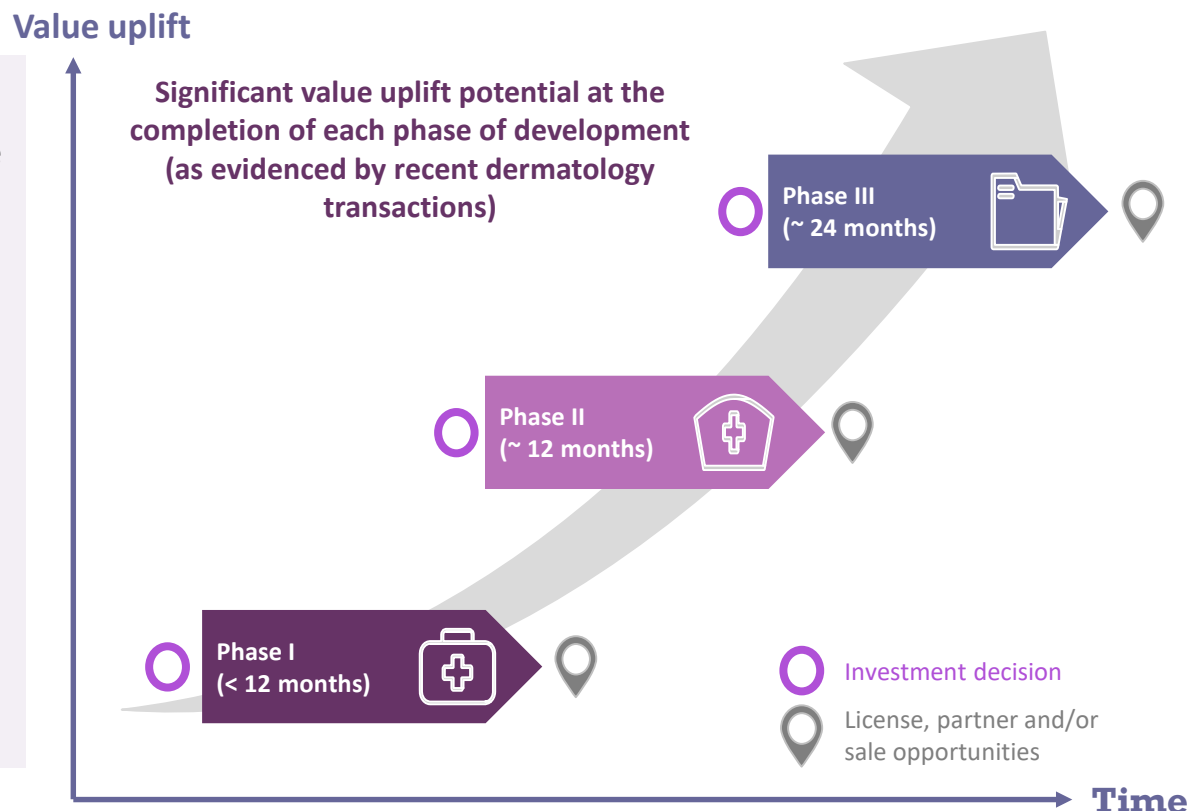 Value uplift
Significant value uplift potential at the
completion of each phase of development
(as evidenced by recent dermatology
transactions)
Phase III
(~ 24 months)
Phase II
(~ 12 months)
Phase I
(< 12 months)
Investment decision
License, partner and/or
sale opportunities
Time